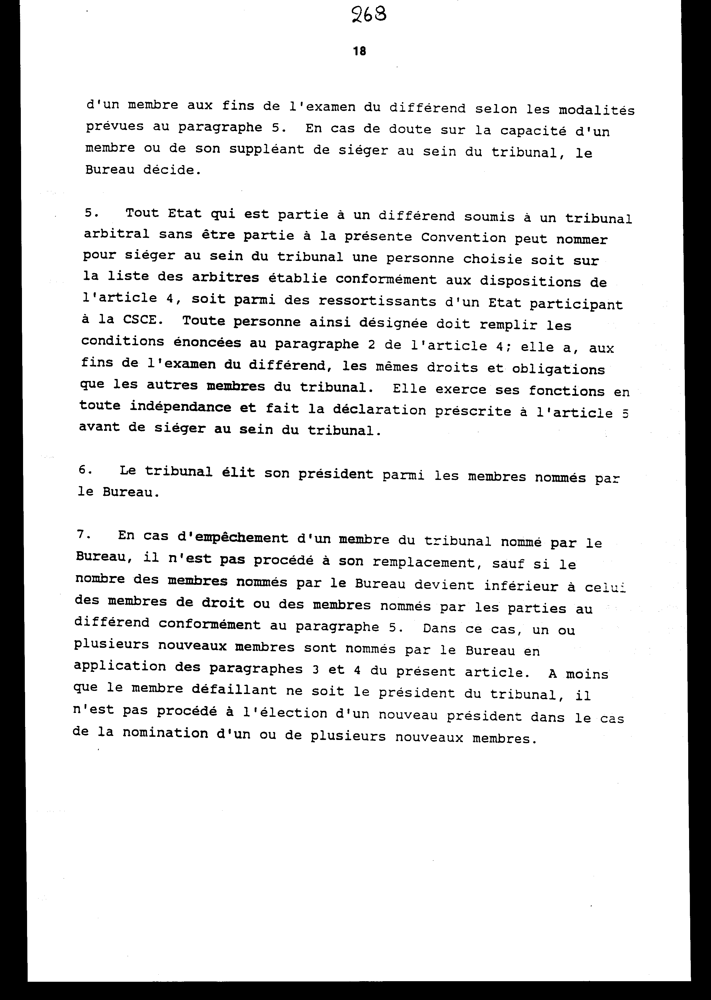 268
18
d'un membre aux fins de l'examen du différend selon les modalités
prévues au paragraphe 5. En cas de doute sur la capacité d'un
membre ou de son suppléant de siéger au sein du tribunal, le
Bureau décide.
5. Tout Etat qui est partie à un différend soumis à un tribunal
arbitral sans être partie à la présente Convention peut nommer
pour siéger au sein du tribunal une personne choisie soit sur
la liste des arbitres établie conformément aux dispositions de
l'article 4, soit parmi des ressortissants d'un Etat participant
à la CSCE. Toute personne ainsi désignée doit remplir les
conditions énoncées au paragraphe 2 de l'article 4; elle a, aux
fins de l'examen du différend, les mêmes droits et obligations
que les autres membres du tribunal. Elle exerce ses fonctions en
toute indépendance et fait la déclaration préscrite à l'article 5
avant de siéger au sein du tribunal.
6. Le tribunal élit son président parmi les membres nommés par
le Bureau.
7. En cas d'empêchement d'un membre du tribunal nommé par le
Bureau, il n'est pas procédé à son remplacement, sauf si le
nombre des membres nommés par le Bureau devient inférieur à celui
des membres de droit ou des membres nommés par les parties au
différend conformément au paragraphe 5. Dans ce cas, un ou
plusieurs nouveaux membres sont nommés par le Bureau en
application des paragraphes 3 et 4 du présent article. A moins
que le membre défaillant ne soit le président du tribunal, il
n'est pas procédé à l'élection d'un nouveau président dans le cas
de la nomination d'un ou de plusieurs nouveaux membres.